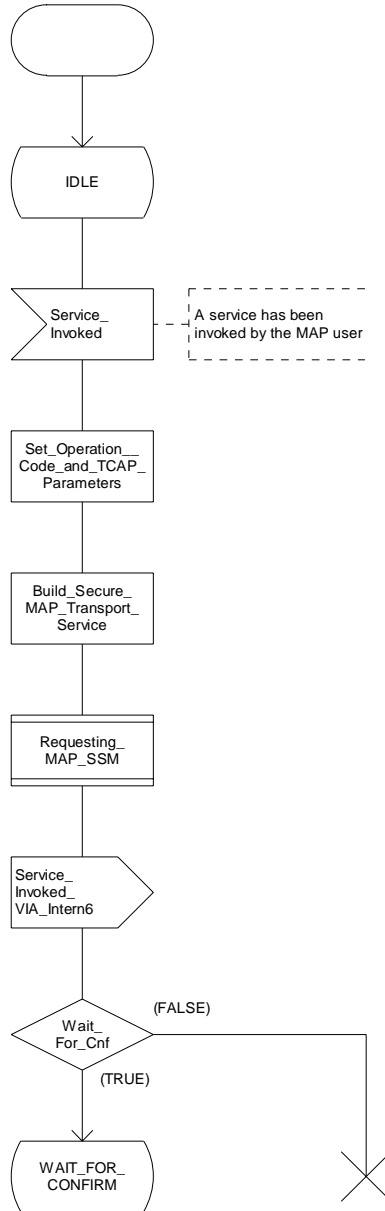 IDLE
Service_
Invoked
A service has been
invoked by the MAP user
Set_Operation__
Code_and_TCAP_
Parameters
Build_Secure_
MAP_Transport_
Service
Requesting_
MAP_SSM
Service_
Invoked_
VIA_Intern6
(FALSE)
Wait_
For_Cnf
(TRUE)
WAIT_FOR_
CONFIRM